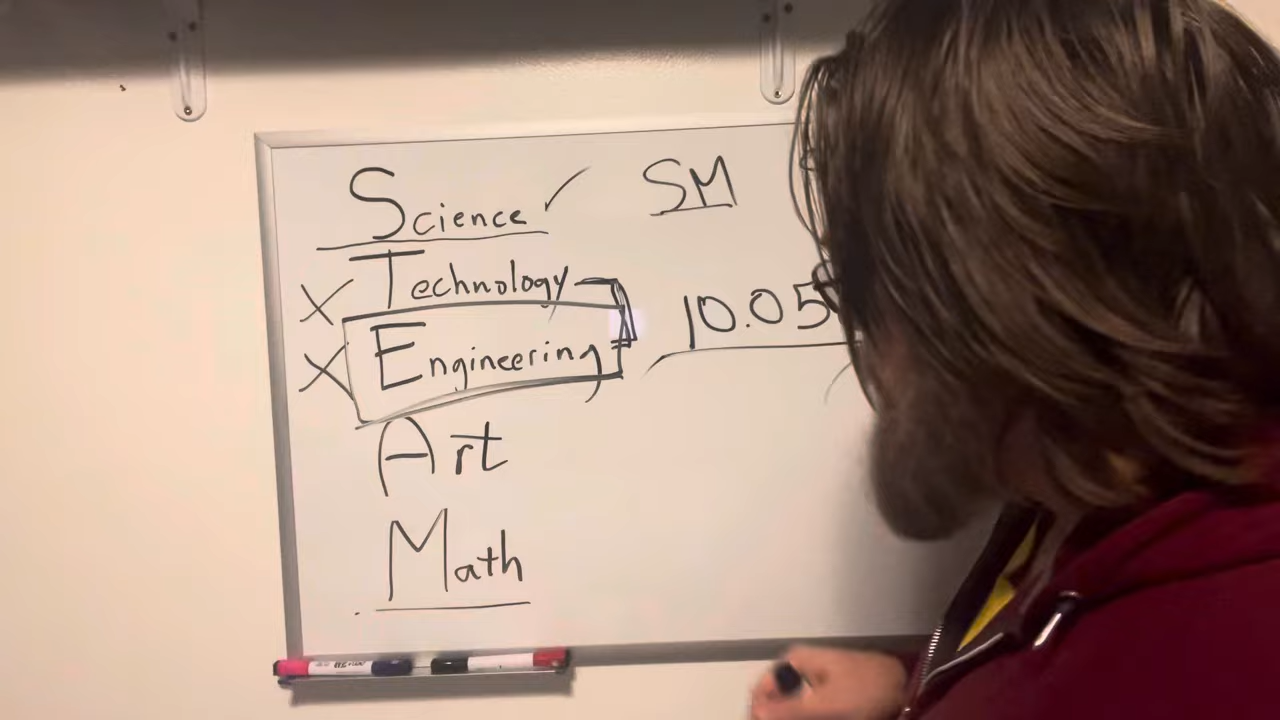 Science ✓ SM
X Technology
10.05
X Engineering
Art
Math